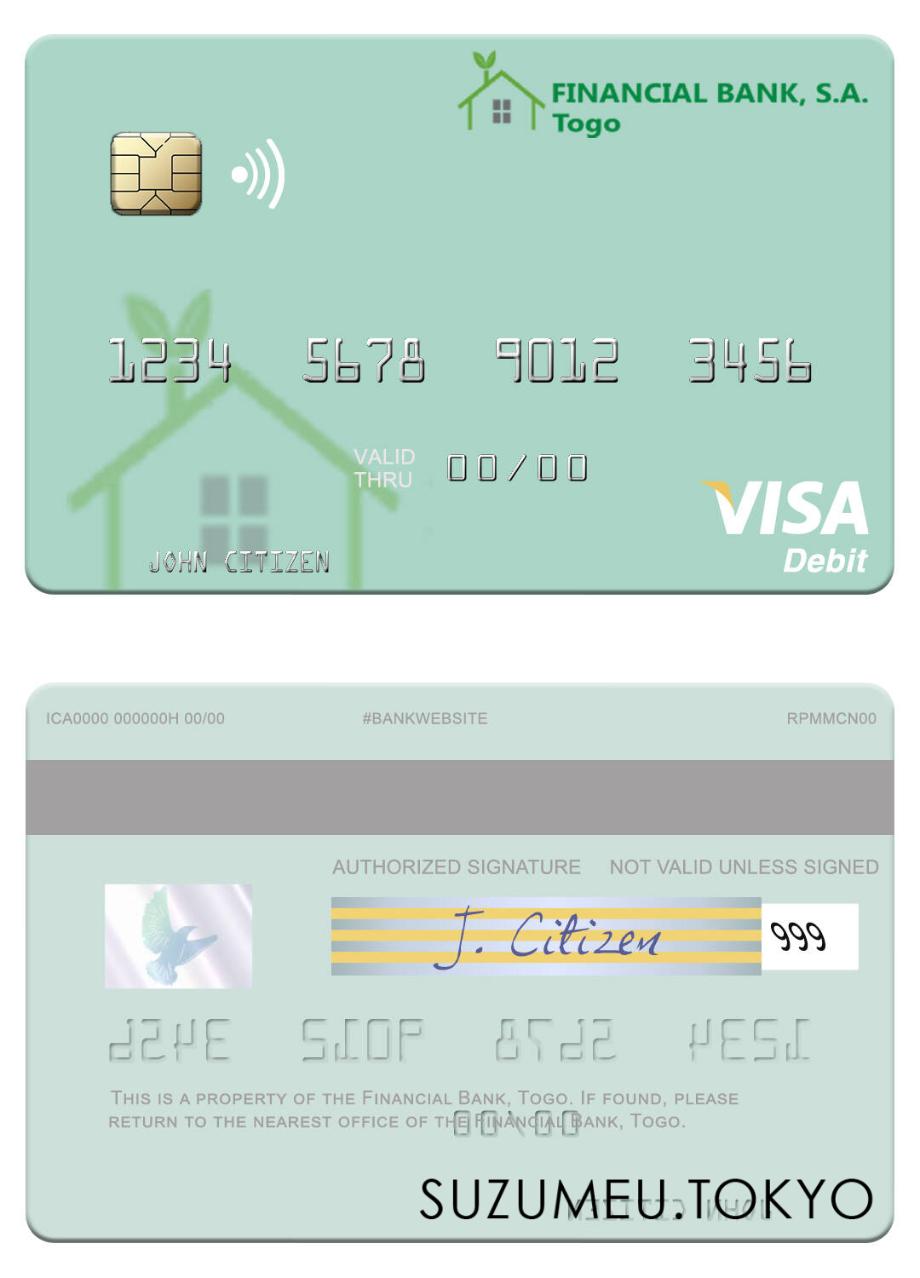 FINANCIAL BANK, S.A.
Togo
1234 5678 9012 3456
VALID
THRU 00/00
VISA
JOHN CITIZEN
Debit
ICA0000 000000H 00/00 #BANKWEBSITE RPMMCN00
AUTHORIZED SIGNATURE NOT VALID UNLESS SIGNED
J. Citizen 999
THIS IS A PROPERTY OF THE FINANCIAL BANK, TOGO. IF FOUND, PLEASE
RETURN TO THE NEAREST OFFICE OF THE FINANCIAL BANK, TOGO.
SUZUMEU.TOKYO